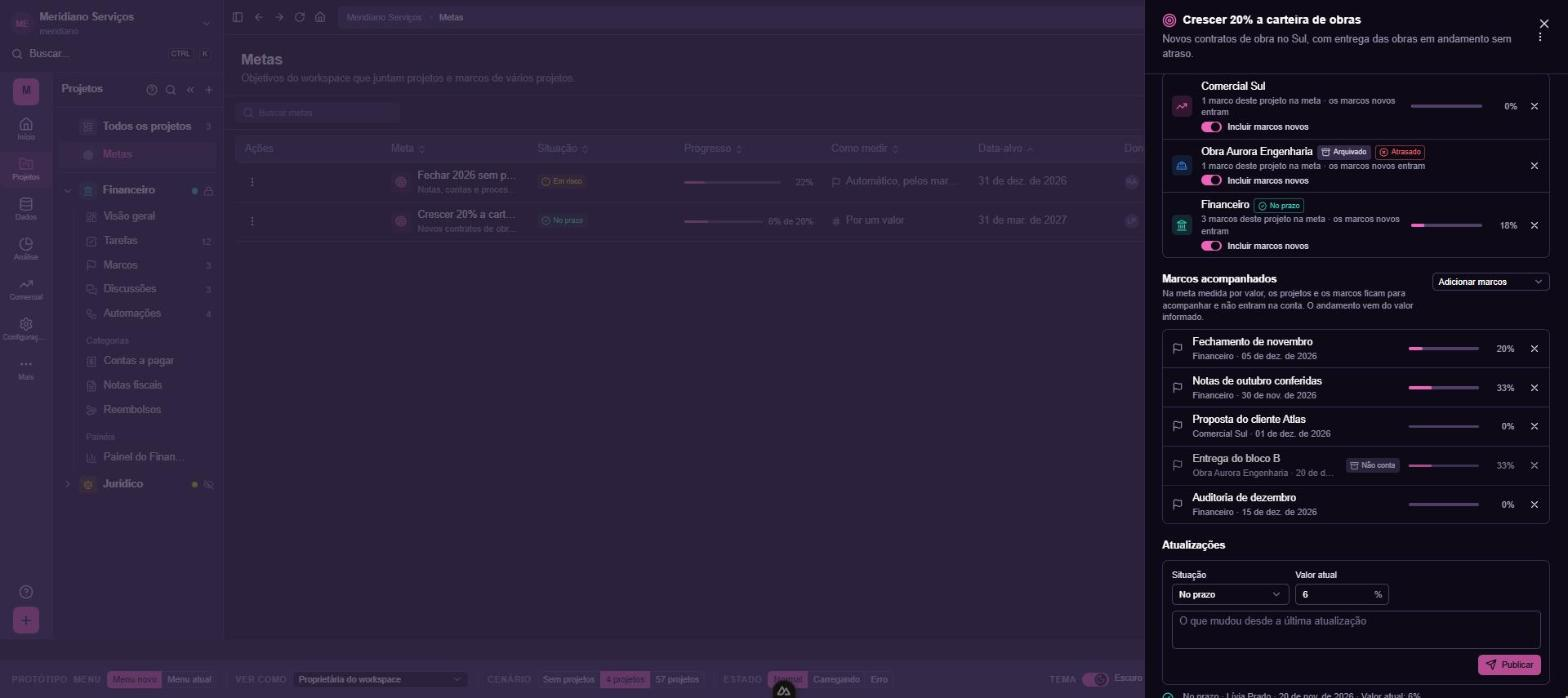 ME
Meridiano Serviços
meridiano
Buscar...
CTRL
K
M
Início
Projetos
Dados
Análise
Comercial
Configuraç...
Mais
Projetos
Todos os projetos
3
Metas
Financeiro
Visão geral
Tarefas
12
Marcos
3
Discussões
3
Automações
4
Categorias
Contas a pagar
Notas fiscais
Reembolsos
Painéis
Painel do Finan...
Jurídico
Meridiano Serviços
Metas
Metas
Objetivos do workspace que juntam projetos e marcos de vários projetos.
Buscar metas
Ações
Meta
Situação
Progresso
Como medir
Data-alvo
Don
Fechar 2026 sem p...
Notas, contas e proces...
Em risco
22%
Automático, pelos mar...
31 de dez. de 2026
Crescer 20% a cart...
Novos contratos de obr...
No prazo
6% de 20%
Por um valor
31 de mar. de 2027
PROTÓTIPO
MENU
Menu novo
Menu atual
VER COMO
Proprietária do workspace
CENÁRIO
Sem projetos
4 projetos
57 projetos
ESTADO
Normal
Carregando
Erro
TEMA
Escuro
Crescer 20% a carteira de obras
Novos contratos de obra no Sul, com entrega das obras em andamento sem
atraso.
Comercial Sul
1 marco deste projeto na meta · os marcos novos
entram
0%
Incluir marcos novos
Obra Aurora Engenharia
Arquivado
Atrasado
1 marco deste projeto na meta · os marcos novos entram
Incluir marcos novos
Financeiro
No prazo
3 marcos deste projeto na meta · os marcos novos
entram
18%
Incluir marcos novos
Marcos acompanhados
Adicionar marcos
Na meta medida por valor, os projetos e os marcos ficam para
acompanhar e não entram na conta. O andamento vem do valor
informado.
Fechamento de novembro
Financeiro · 05 de dez. de 2026
20%
Notas de outubro conferidas
Financeiro · 30 de nov. de 2026
33%
Proposta do cliente Atlas
Comercial Sul · 01 de dez. de 2026
0%
Entrega do bloco B
Obra Aurora Engenharia · 20 de d...
Não conta
33%
Auditoria de dezembro
Financeiro · 15 de dez. de 2026
0%
Atualizações
Situação
Valor atual
No prazo
6
%
O que mudou desde a última atualização
Publicar
No prazo · Lívia Prado · 20 de nov. de 2026 · Valor atual: 6%